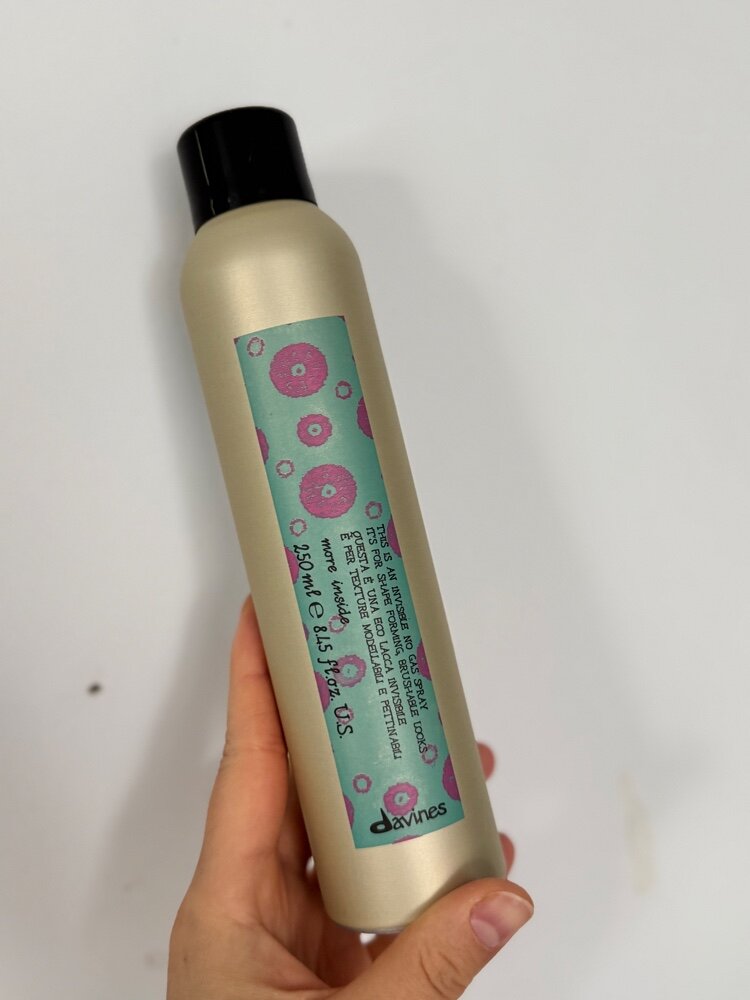 THIS IS AN INVISIBLE NO GAS SPRAY
IT'S FOR SHAPE FORMING, BRUSHABLE LOOKS
QUESTA È UNA ECO LACCA INVISIBILE
È PER TEXTURE MODELLABILI E PETTINABILI
more inside
250 ml ℮ 8.45 fl.oz. U.S.
davines